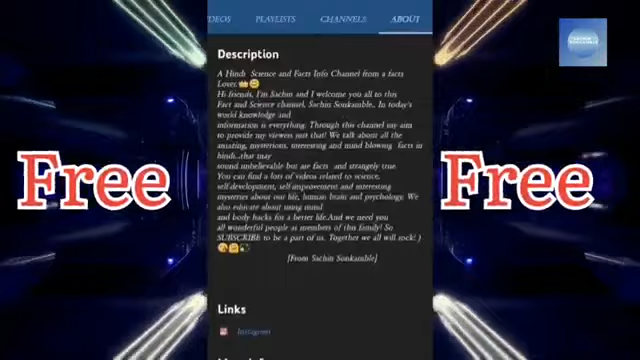 DEOS PLAYLISTS CHANNELS ABOUT
Description
A Hindi Science and Facts Info Channel from a facts
Lover.
Hi friends, I'm Sachin and I welcome you all to this
Fact and Science channel, Sachin Sonkamble.. In today's
world knowledge and
information is everything. Through this channel my aim
to provide my viewers just that! We talk about all the
amazing, mysterious, interesting and mind blowing facts in
hindi..that may
sound unbelievable but are facts and strangely true.
You can find a lots of videos related to science,
self-development, self-improvement and interesting
mysteries about our life, human brain and psychology. We
also educate about using mind
and body hacks for a better life.And we need you
all wonderful people as members of this family! So
SUBSCRIBE to be a part of us. Together we all will rock! )
[From Sachin Sonkamble]
Free
Free
Links
Instagram